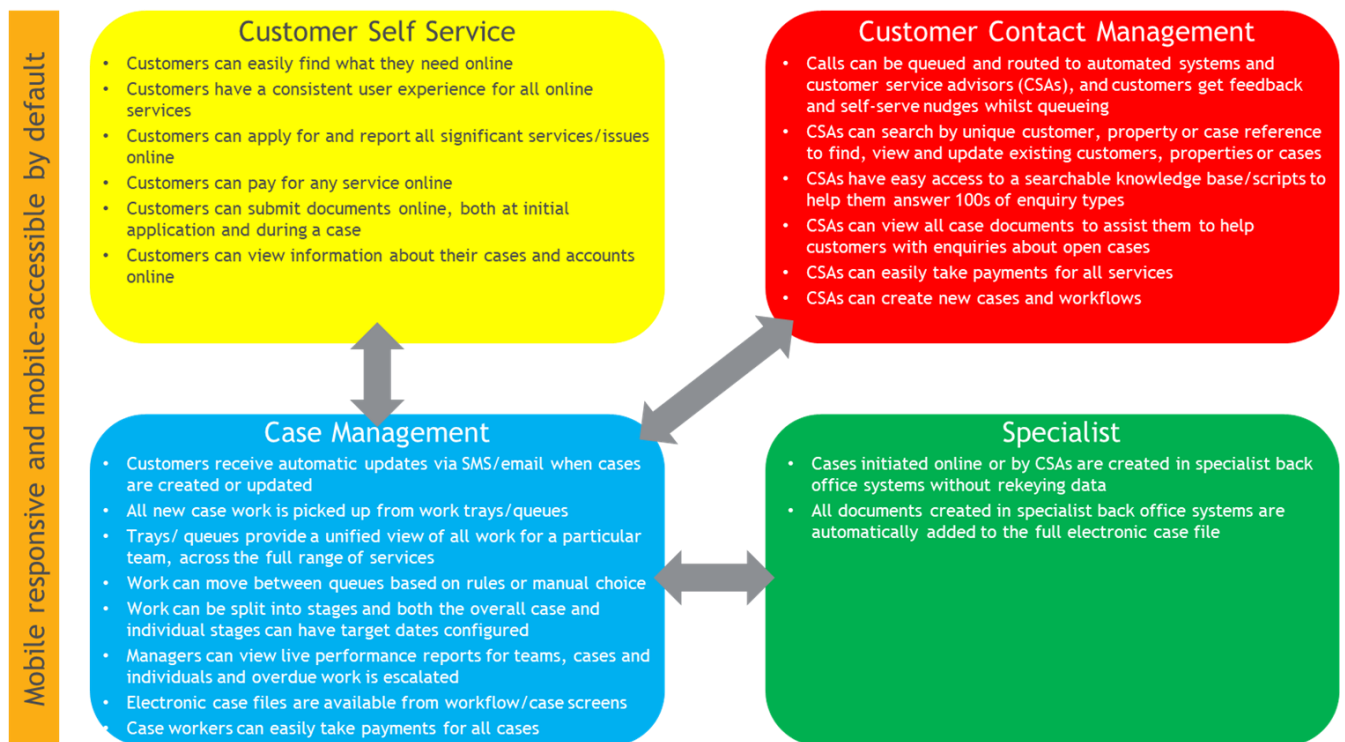 Mobile responsive and mobile-accessible by default
Customer Self Service
• Customers can easily find what they need online
• Customers have a consistent user experience for all online
services
• Customers can apply for and report all significant services/issues
online
• Customers can pay for any service online
• Customers can submit documents online, both at initial
application and during a case
• Customers can view information about their cases and accounts
online
Customer Contact Management
• Calls can be queued and routed to automated systems and
customer service advisors (CSAs), and customers get feedback
and self-serve nudges whilst queueing
• CSAs can search by unique customer, property or case reference
to find, view and update existing customers, properties or cases
• CSAs have easy access to a searchable knowledge base/scripts to
help them answer 100s of enquiry types
• CSAs can view all case documents to assist them to help
customers with enquiries about open cases
• CSAs can easily take payments for all services
• CSAs can create new cases and workflows
Case Management
• Customers receive automatic updates via SMS/email when cases
are created or updated
• All new case work is picked up from work trays/queues
• Trays/ queues provide a unified view of all work for a particular
team, across the full range of services
• Work can move between queues based on rules or manual choice
• Work can be split into stages and both the overall case and
individual stages can have target dates configured
• Managers can view live performance reports for teams, cases and
individuals and overdue work is escalated
• Electronic case files are available from workflow/case screens
• Case workers can easily take payments for all cases
Specialist
• Cases initiated online or by CSAs are created in specialist back
office systems without rekeying data
• All documents created in specialist back office systems are
automatically added to the full electronic case file